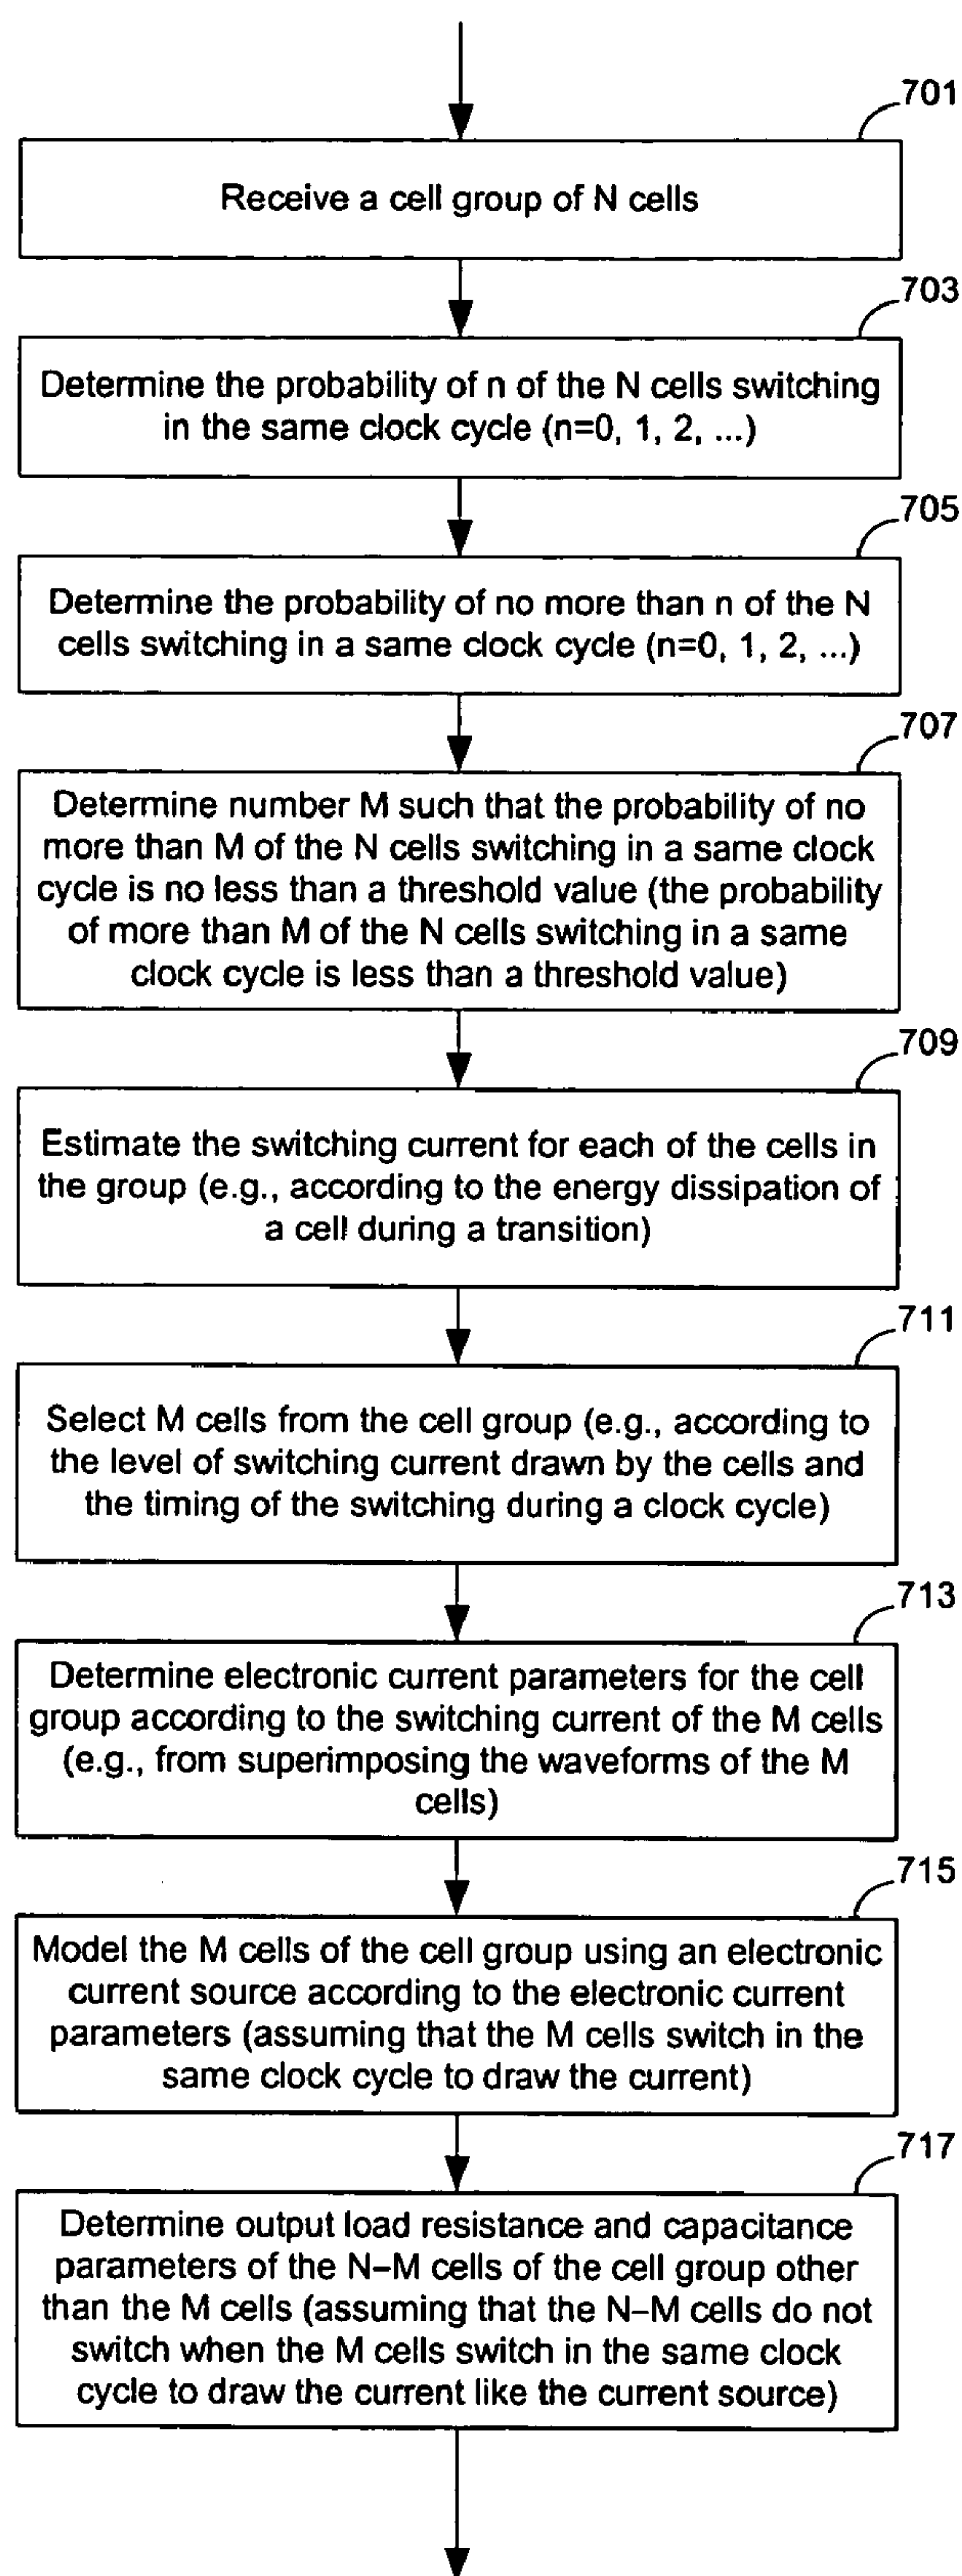 701
Receive a cell group of N cells
703
Determine the probability of n of the N cells switching
in the same clock cycle (n=0, 1, 2, ...)
705
Determine the probability of no more than n of the N
cells switching in a same clock cycle (n=0, 1, 2, ...)
707
Determine number M such that the probability of no
more than M of the N cells switching in a same clock
cycle is no less than a threshold value (the probability
of more than M of the N cells switching in a same
clock cycle is less than a threshold value)
709
Estimate the switching current for each of the cells in
the group (e.g., according to the energy dissipation of
a cell during a transition)
711
Select M cells from the cell group (e.g., according to
the level of switching current drawn by the cells and
the timing of the switching during a clock cycle)
713
Determine electronic current parameters for the cell
group according to the switching current of the M cells
(e.g., from superimposing the waveforms of the M
cells)
715
Model the M cells of the cell group using an electronic
current source according to the electronic current
parameters (assuming that the M cells switch in the
same clock cycle to draw the current)
717
Determine output load resistance and capacitance
parameters of the N–M cells of the cell group other
than the M cells (assuming that the N–M cells do not
switch when the M cells switch in the same clock
cycle to draw the current like the current source)